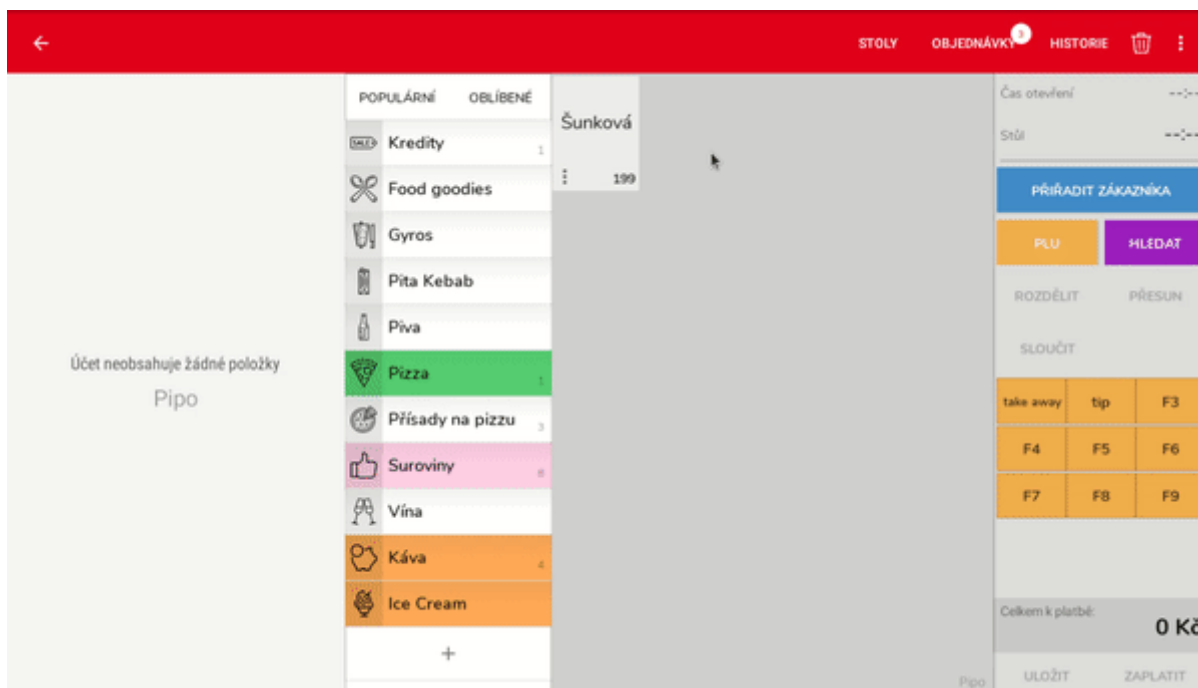 STOLY OBJEDNÁVKY 3 HISTORIE
Účet neobsahuje žádné položky
Pipo
POPULÁRNÍ OBLÍBENÉ
SALE
Kredity 1
Food goodies
Gyros
Pita Kebab
Piva
Pizza 1
Přísady na pizzu 3
Suroviny 6
Vína
Káva 4
Ice Cream
+
Šunková
199
Pipo
Čas otevření --:--
Stůl --:--
PŘIŘADIT ZÁKAZNÍKA
PLU HLEDAT
ROZDĚLIT PŘESUN
SLOUČIT
take away tip F3
F4 F5 F6
F7 F8 F9
Celkem k platbě:
0 Kč
ULOŽIT ZAPLATIT